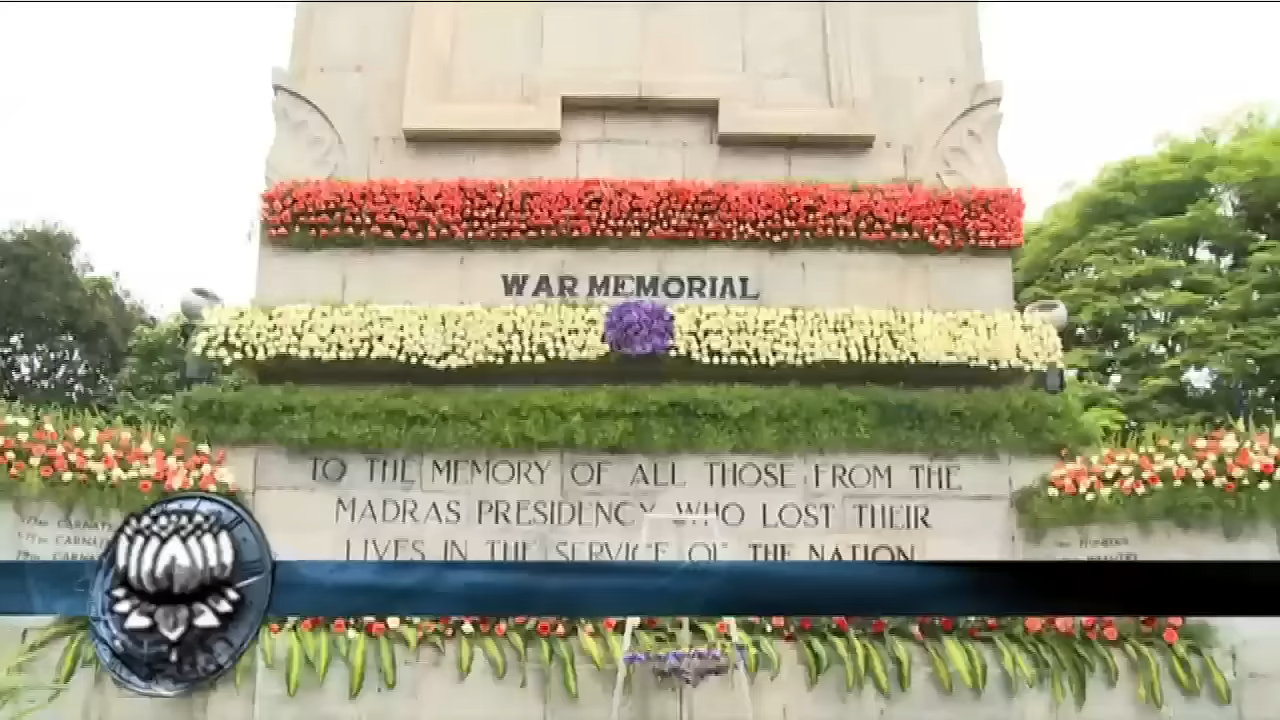 WAR MEMORIAL
TO THE MEMORY OF ALL THOSE FROM THE
MADRAS PRESIDENCY WHO LOST THEIR
LIVES IN THE SERVICE OF THE NATION